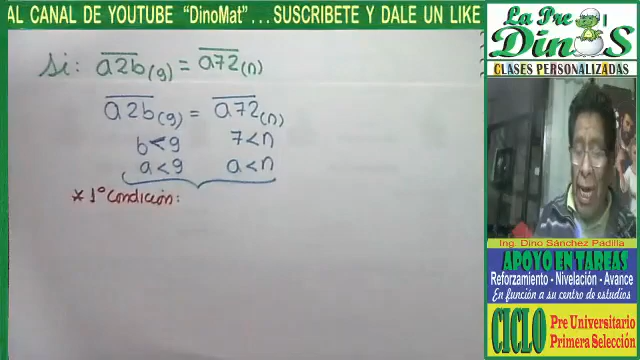 AL CANAL DE YOUTUBE "DinoMat"... SUSCRIBETE Y DALE UN LIKE
La Pre
DinoS
CLASES PERSONALIZADAS
Si: a2b(9) = a72(n)
a2b(9) = a72(n)
b<9 7<n
a<9 a<n
* 1° Condición:
Ing. Dino Sánchez Padilla
APOYO EN TAREAS
Reforzamiento - Nivelación - Avance
En función a su centro de estudios
CICLO Pre Universitario
Primera Selección